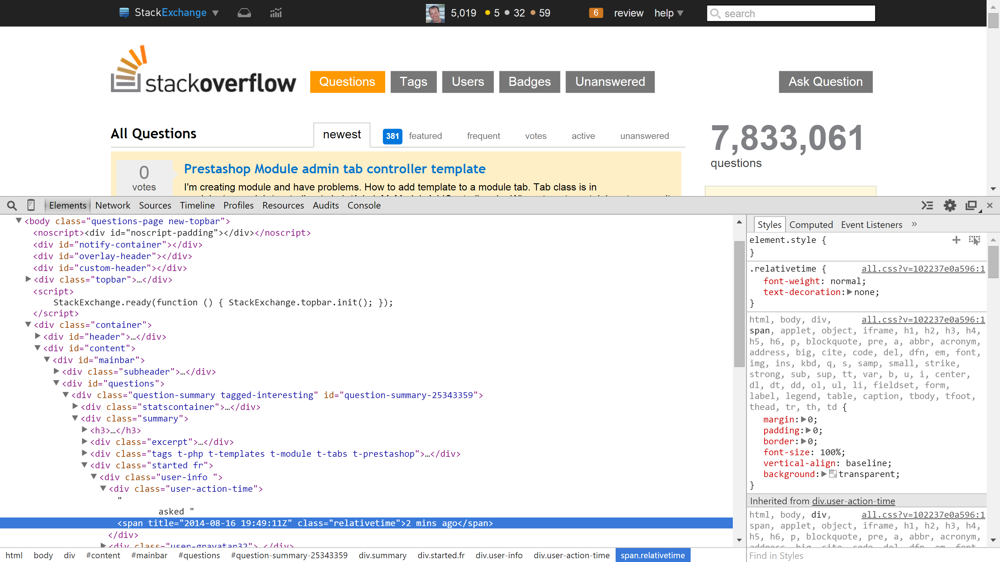 StackExchange
5,019 5 32 59
6 review help
search
stackoverflow
Questions Tags Users Badges Unanswered
Ask Question
All Questions
newest 381 featured frequent votes active unanswered
7,833,061
questions
0
votes
Prestashop Module admin tab controller template
I'm creating module and have problems. How to add template to a module tab. Tab class is in
Elements Network Sources Timeline Profiles Resources Audits Console
<body class="questions-page new-topbar">
<noscript><div id="noscript-padding"></div></noscript>
<div id="notify-container"></div>
<div id="overlay-header"></div>
<div id="custom-header"></div>
<div class="topbar">…</div>
<script>
StackExchange.ready(function () { StackExchange.topbar.init(); });
</script>
<div class="container">
<div id="header">…</div>
<div id="content">
<div id="mainbar">
<div class="subheader">…</div>
<div id="questions">
<div class="question-summary tagged-interesting" id="question-summary-25343359">
<div class="statscontainer">…</div>
<div class="summary">
<h3>…</h3>
<div class="excerpt">…</div>
<div class="tags t-php t-templates t-module t-tabs t-prestashop">…</div>
<div class="started fr">
<div class="user-info ">
<div class="user-action-time">
"
asked "
<span title="2014-08-16 19:49:11Z" class="relativetime">2 mins ago</span>
</div>
<div class="user-gravatar32">…</div>
html body div #content #mainbar #questions #question-summary-25343359 div.summary div.started.fr div.user-info div.user-action-time span.relativetime
Styles Computed Event Listeners »
element.style {
}
.relativetime { all.css?v=102237e0a596:1
font-weight: normal;
text-decoration: none;
}
html, body, div, all.css?v=102237e0a596:1
span, applet, object, iframe, h1, h2, h3, h4,
h5, h6, p, blockquote, pre, a, abbr, acronym,
address, big, cite, code, del, dfn, em, font,
img, ins, kbd, q, s, samp, small, strike,
strong, sub, sup, tt, var, b, u, i, center,
dl, dt, dd, ol, ul, li, fieldset, form,
label, legend, table, caption, tbody, tfoot,
thead, tr, th, td {
margin: 0;
padding: 0;
border: 0;
font-size: 100%;
vertical-align: baseline;
background: transparent;
}
Inherited from div.user-action-time
html, body, div, all.css?v=102237e0a596:1
span, applet, object, iframe, h1, h2, h3, h4,
h5, h6, p, blockquote, pre, a, abbr, acronym,
address, big, cite, code, del, dfn, em, font,
Find in Styles